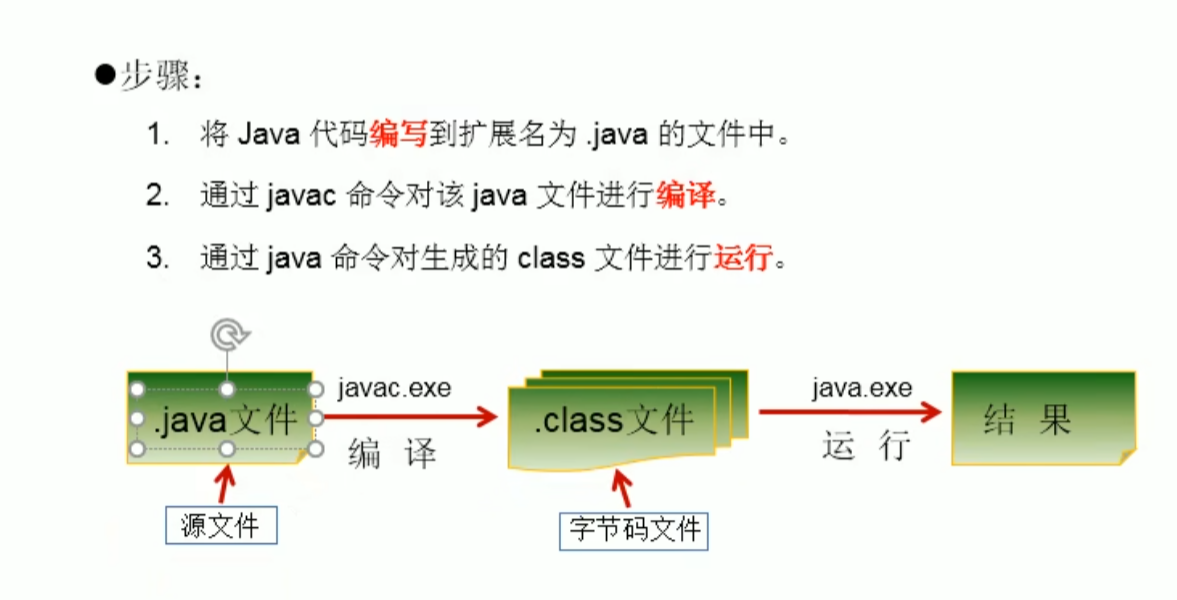 ●步骤：
1. 将 Java 代码编写到扩展名为 .java 的文件中。
2. 通过 javac 命令对该 java 文件进行编译。
3. 通过 java 命令对生成的 class 文件进行运行。
.java文件
javac.exe
编 译
.class文件
java.exe
运 行
结 果
源文件
字节码文件